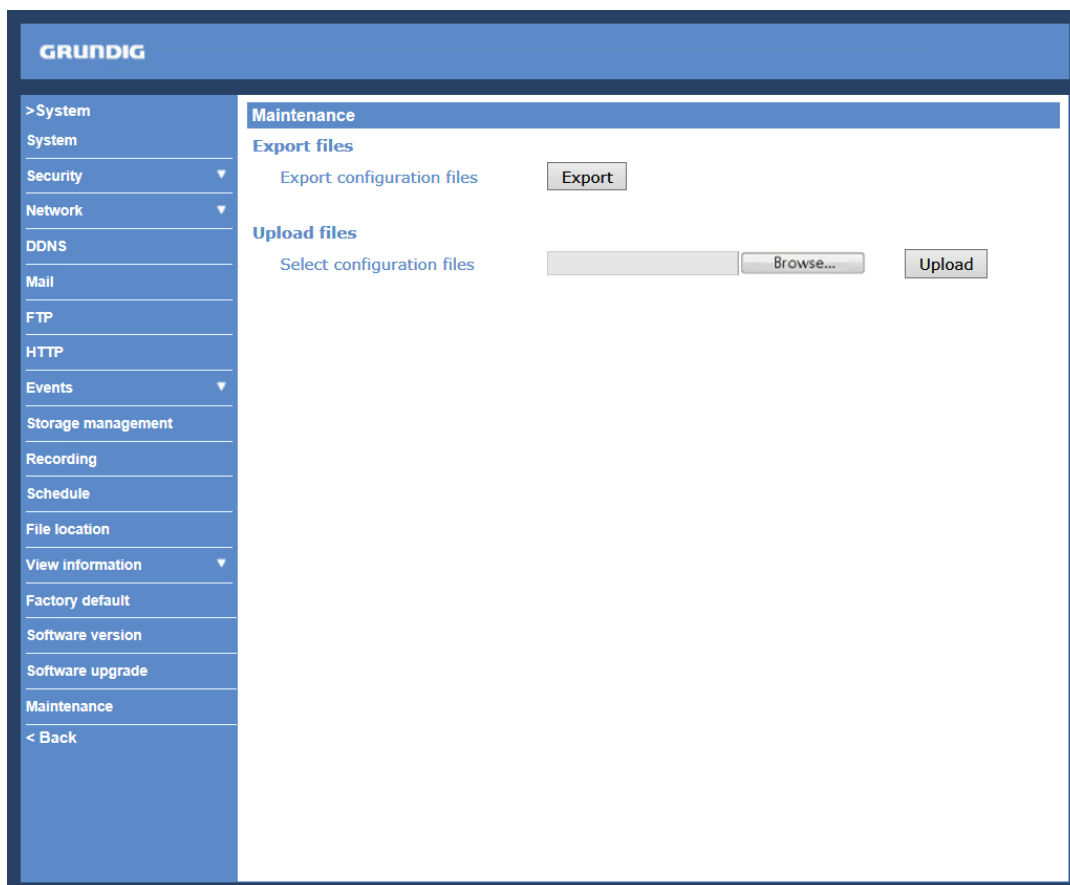 GRUNDIG
>System
System
Security
Network
DDNS
Mail
FTP
HTTP
Events
Storage management
Recording
Schedule
File location
View information
Factory default
Software version
Software upgrade
Maintenance
< Back
Maintenance
Export files
Export configuration files Export
Upload files
Select configuration files Browse... Upload